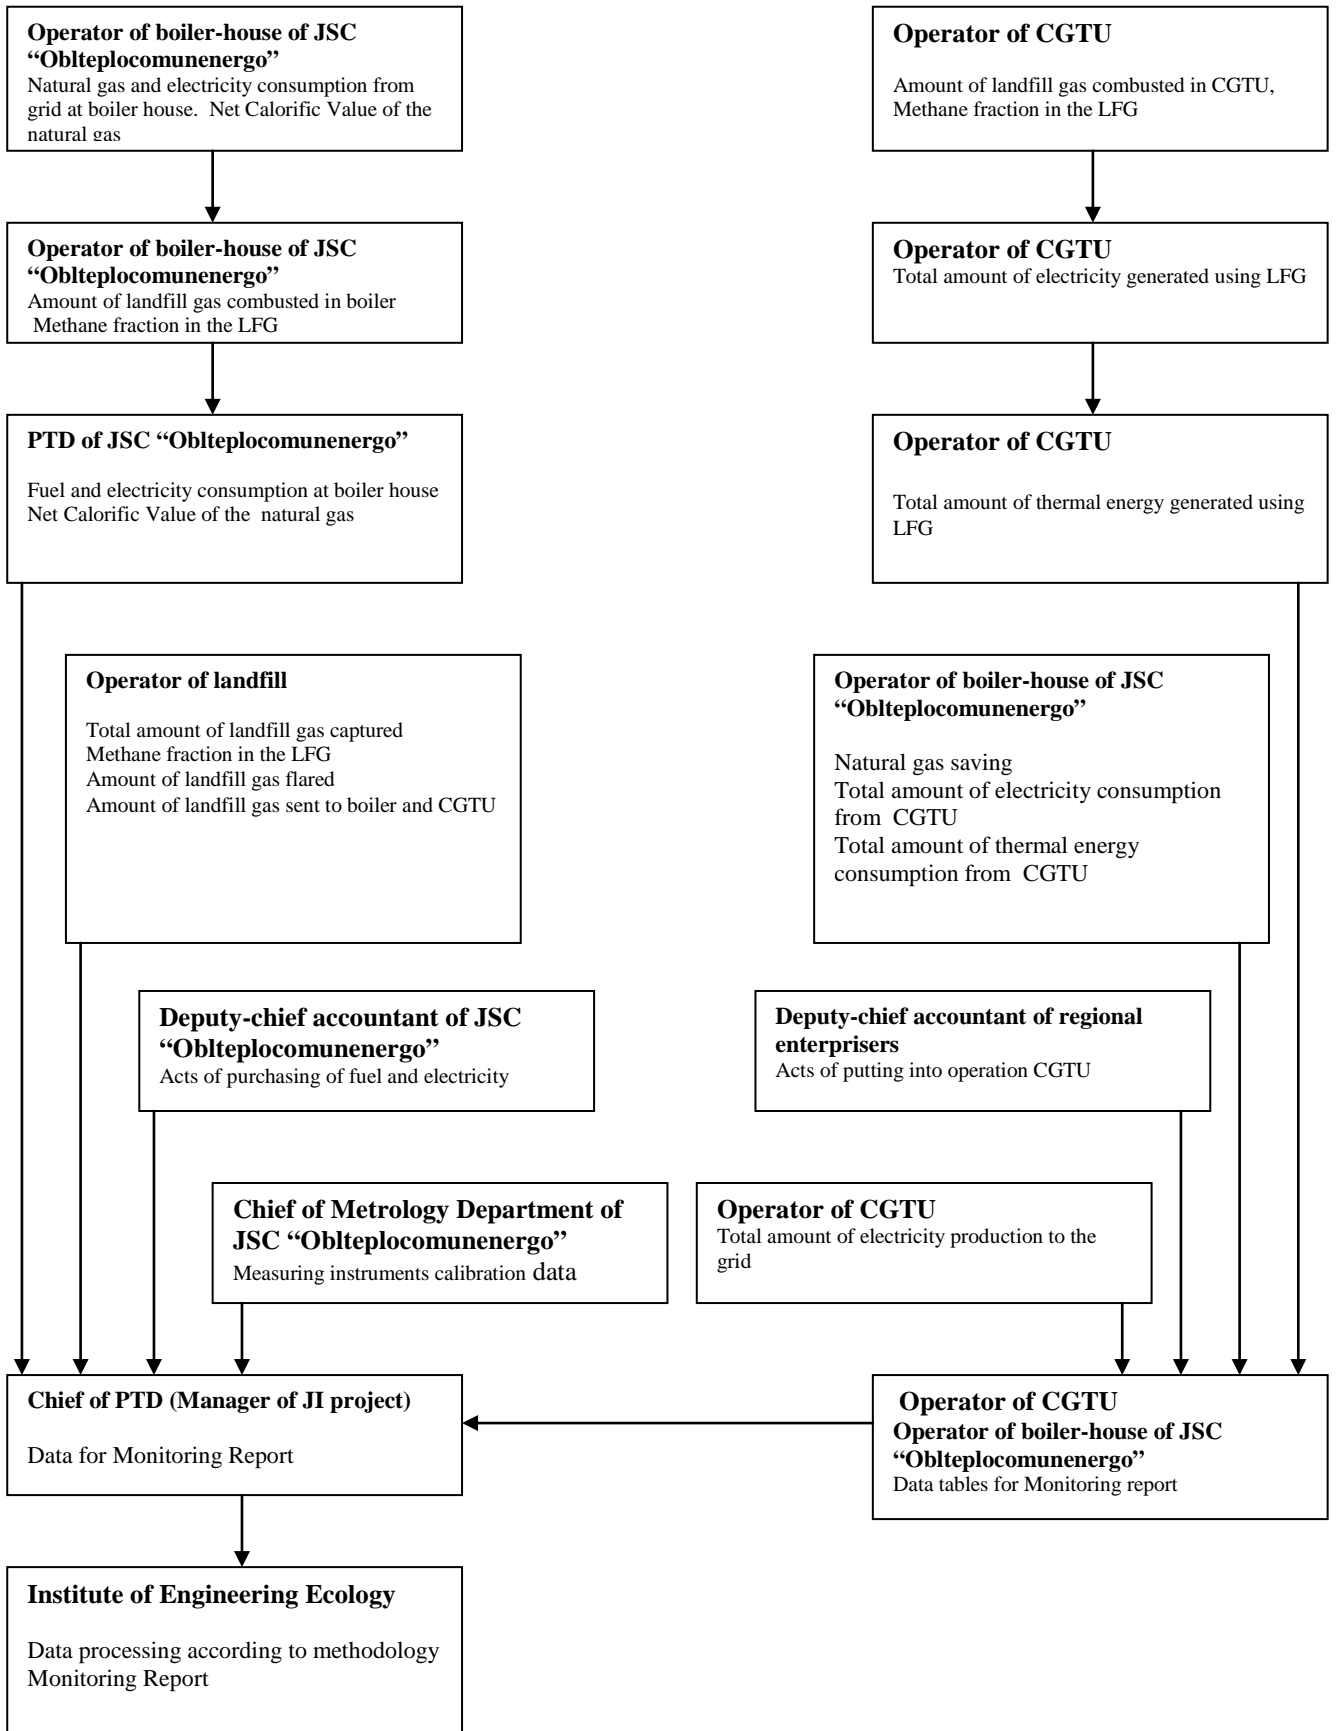 Operator of boiler-house of JSC
“Oblteplocomunenergo”
Natural gas and electricity consumption from
grid at boiler house.  Net Calorific Value of the
natural gas
Operator of CGTU
Amount of landfill gas combusted in CGTU,
Methane fraction in the LFG
Operator of boiler-house of JSC
“Oblteplocomunenergo”
Amount of landfill gas combusted in boiler
Methane fraction in the LFG
Operator of CGTU
Total amount of electricity generated using LFG
PTD of JSC “Oblteplocomunenergo”
Fuel and electricity consumption at boiler house
Net Calorific Value of the  natural gas
Operator of CGTU
Total amount of thermal energy generated using
LFG
Operator of landfill
Total amount of landfill gas captured
Methane fraction in the LFG
Amount of landfill gas flared
Amount of landfill gas sent to boiler and CGTU
Operator of boiler-house of JSC
“Oblteplocomunenergo”
Natural gas saving
Total amount of electricity consumption
from  CGTU
Total amount of thermal energy
consumption from  CGTU
Deputy-chief accountant of JSC
“Oblteplocomunenergo”
Acts of purchasing of fuel and electricity
Deputy-chief accountant of regional
enterprisers
Acts of putting into operation CGTU
Chief of Metrology Department of
JSC “Oblteplocomunenergo”
Measuring instruments calibration data
Operator of CGTU
Total amount of electricity production to the
grid
Chief of PTD (Manager of JI project)
Data for Monitoring Report
Operator of CGTU
Operator of boiler-house of JSC
“Oblteplocomunenergo”
Data tables for Monitoring report
Institute of Engineering Ecology
Data processing according to methodology
Monitoring Report